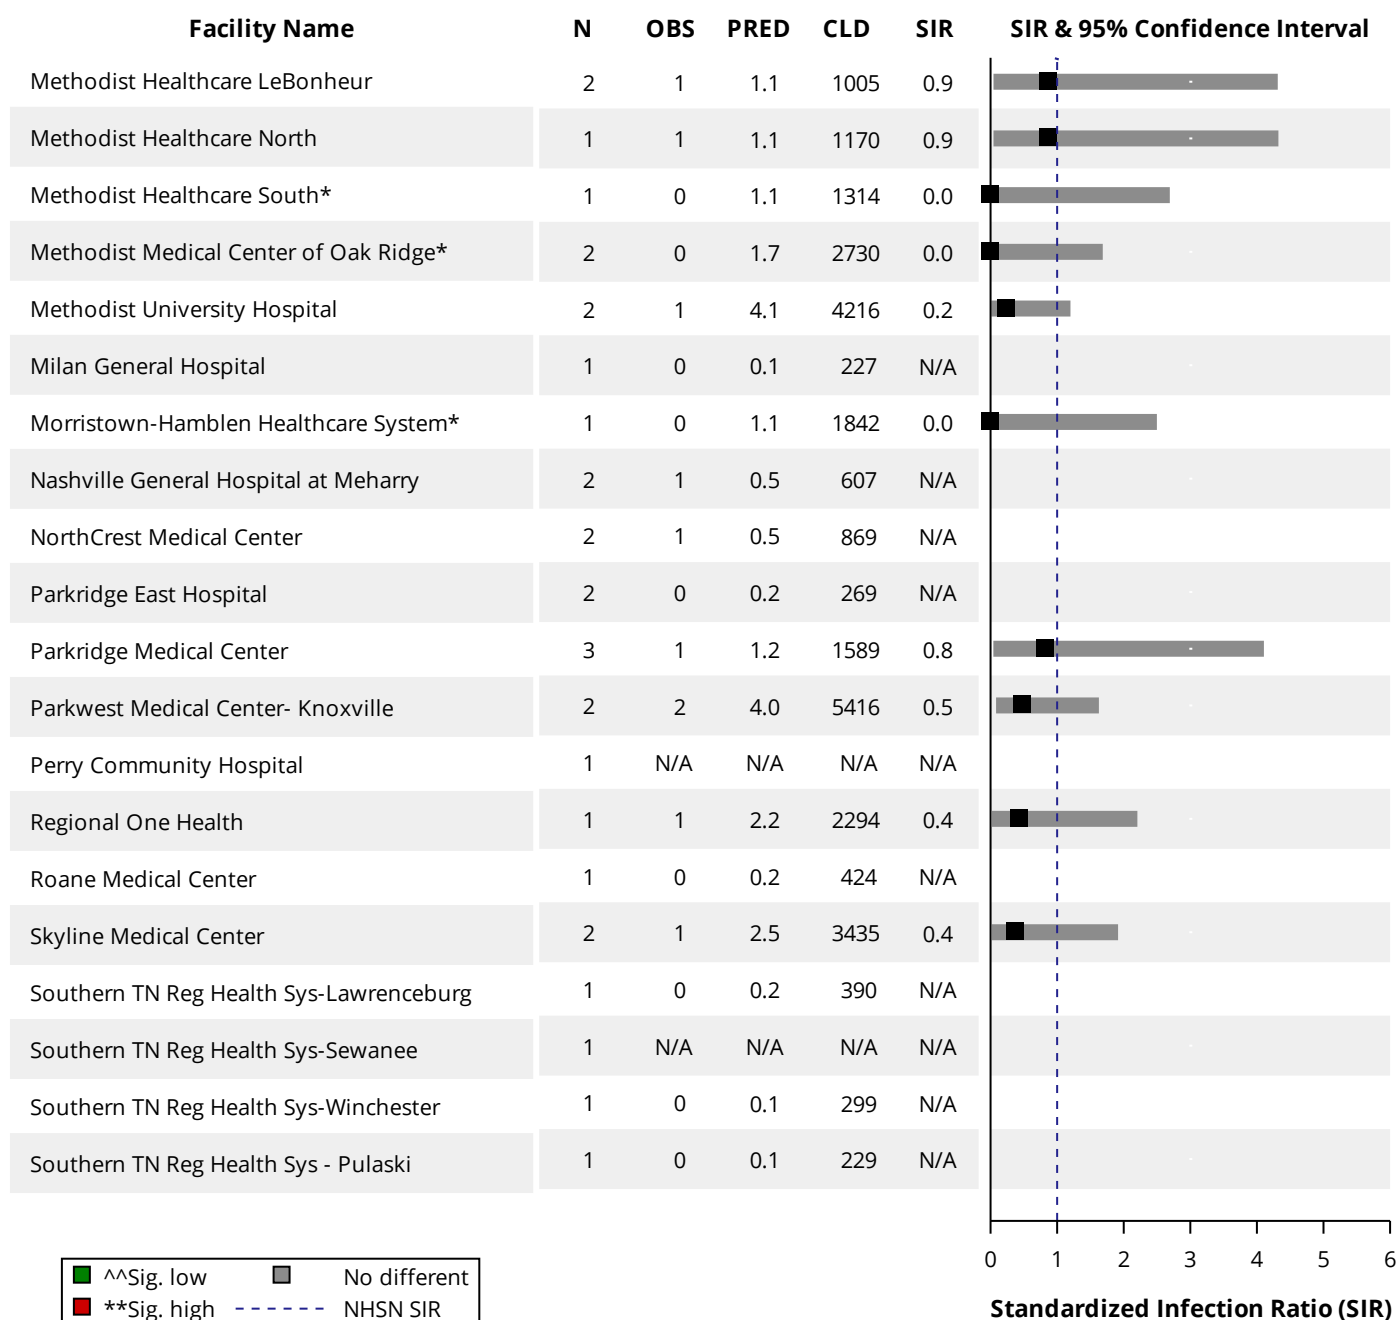 Facility Name N OBS PRED CLD SIR SIR & 95% Confidence Interval
Methodist Healthcare LeBonheur 2 1 1.1 1005 0.9
Methodist Healthcare North 1 1 1.1 1170 0.9
Methodist Healthcare South* 1 0 1.1 1314 0.0
Methodist Medical Center of Oak Ridge* 2 0 1.7 2730 0.0
Methodist University Hospital 2 1 4.1 4216 0.2
Milan General Hospital 1 0 0.1 227 N/A
Morristown-Hamblen Healthcare System* 1 0 1.1 1842 0.0
Nashville General Hospital at Meharry 2 1 0.5 607 N/A
NorthCrest Medical Center 2 1 0.5 869 N/A
Parkridge East Hospital 2 0 0.2 269 N/A
Parkridge Medical Center 3 1 1.2 1589 0.8
Parkwest Medical Center- Knoxville 2 2 4.0 5416 0.5
Perry Community Hospital 1 N/A N/A N/A N/A
Regional One Health 1 1 2.2 2294 0.4
Roane Medical Center 1 0 0.2 424 N/A
Skyline Medical Center 2 1 2.5 3435 0.4
Southern TN Reg Health Sys-Lawrenceburg 1 0 0.2 390 N/A
Southern TN Reg Health Sys-Sewanee 1 N/A N/A N/A N/A
Southern TN Reg Health Sys-Winchester 1 0 0.1 299 N/A
Southern TN Reg Health Sys - Pulaski 1 0 0.1 229 N/A
0 1 2 3 4 5 6
^^Sig. low No different
**Sig. high NHSN SIR
Standardized Infection Ratio (SIR)